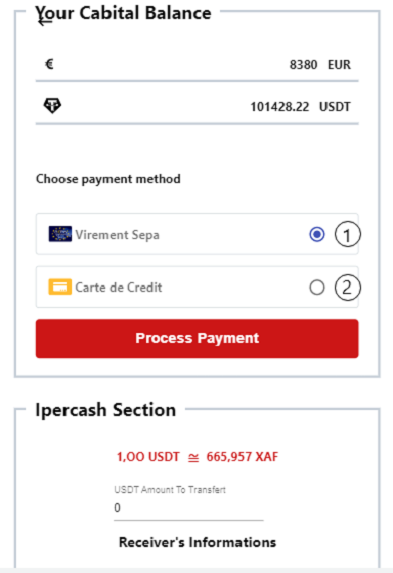 Your Cabital Balance
€ 8380 EUR
101428.22 USDT
Choose payment method
Virement Sepa 1
Carte de Credit 2
Process Payment
Ipercash Section
1,00 USDT ≅ 665,957 XAF
USDT Amount To Transfert
0
Receiver's Informations